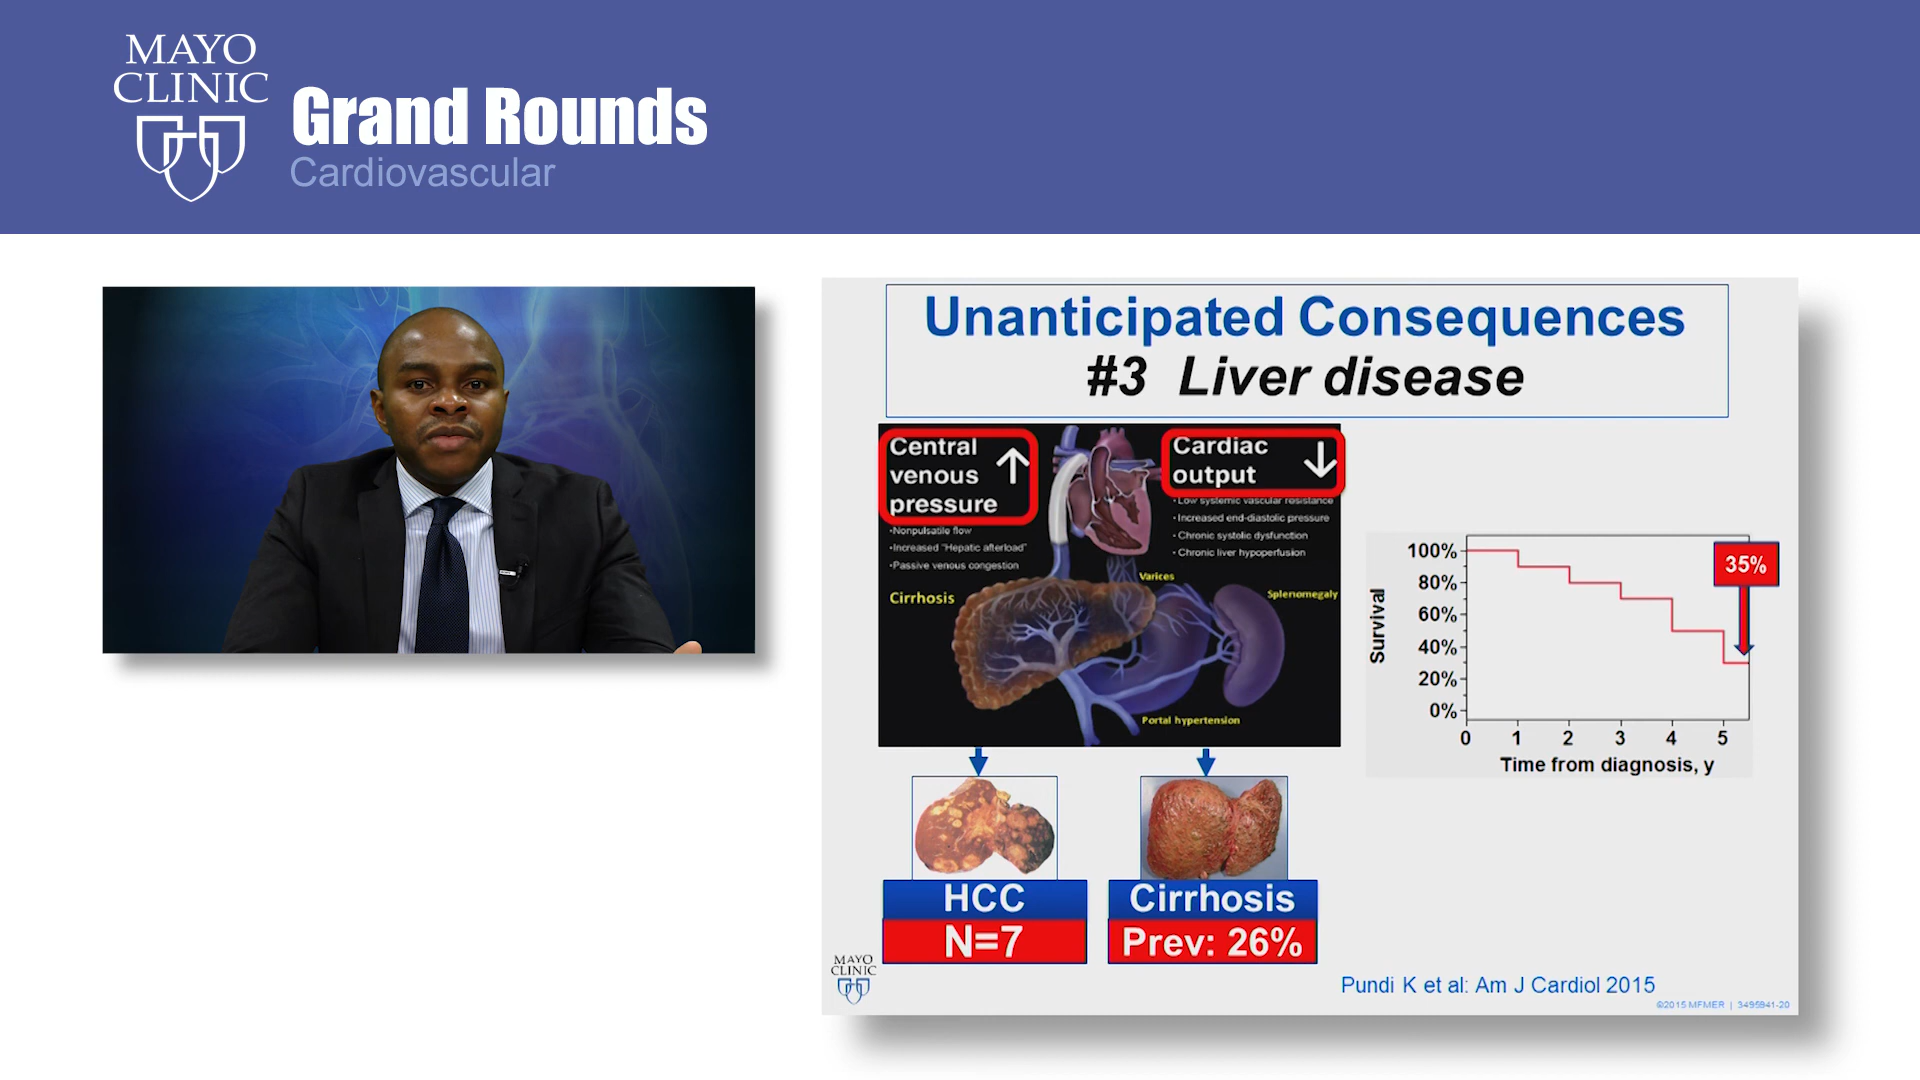 MAYO
CLINIC
Grand Rounds
Cardiovascular
Unanticipated Consequences
#3 Liver disease
Central
venous
pressure
•Nonpulsatile flow
•Increased "Hepatic afterload"
•Passive venous congestion
Cardiac
output
• Low systemic vascular resistance
• Increased end-diastolic pressure
• Chronic systolic dysfunction
• Chronic liver hypoperfusion
Varices
Cirrhosis
Splenomegaly
Portal hypertension
HCC
N=7
Cirrhosis
Prev: 26%
35%
Survival
100%
80%
60%
40%
20%
0%
0 1 2 3 4 5
Time from diagnosis, y
MAYO
CLINIC
Pundi K et al: Am J Cardiol 2015
©2015 MFMER | 3495841-20